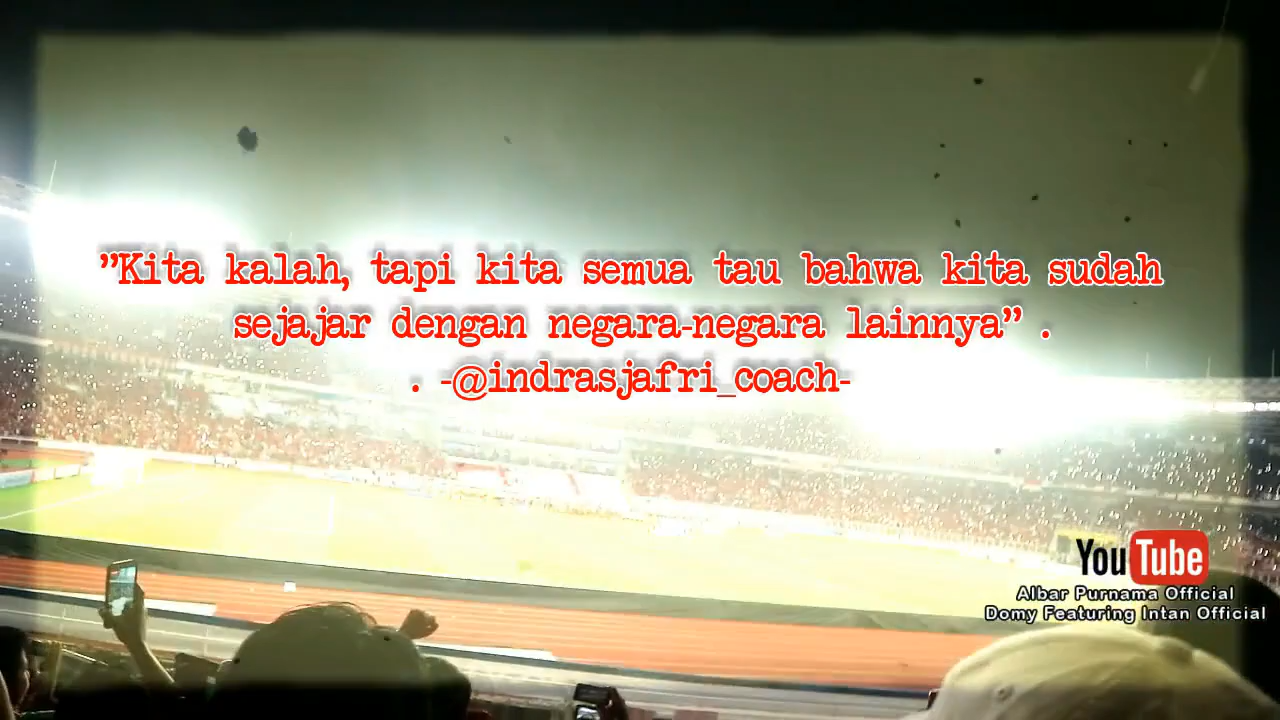 "Kita kalah, tapi kita semua tau bahwa kita sudah
sejajar dengan negara-negara lainnya" .
. -@indrasjafri_coach-
YouTube
Albar Purnama Official
Domy Featuring Intan Official